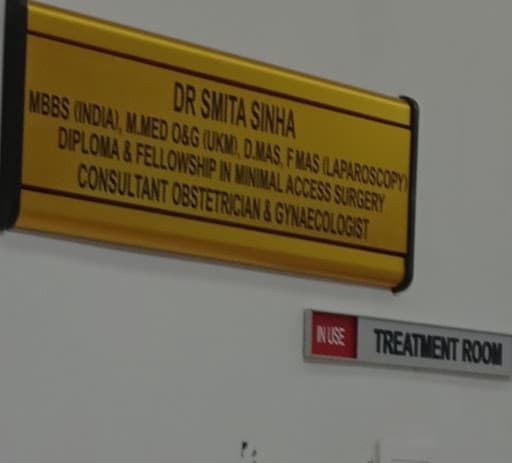 DR SMITA SINHA
MBBS (INDIA), M.MED O&G (UKM), D.MAS, F MAS (LAPAROSCOPY)
DIPLOMA & FELLOWSHIP IN MINIMAL ACCESS SURGERY
CONSULTANT OBSTETRICIAN & GYNAECOLOGIST
IN USE TREATMENT ROOM